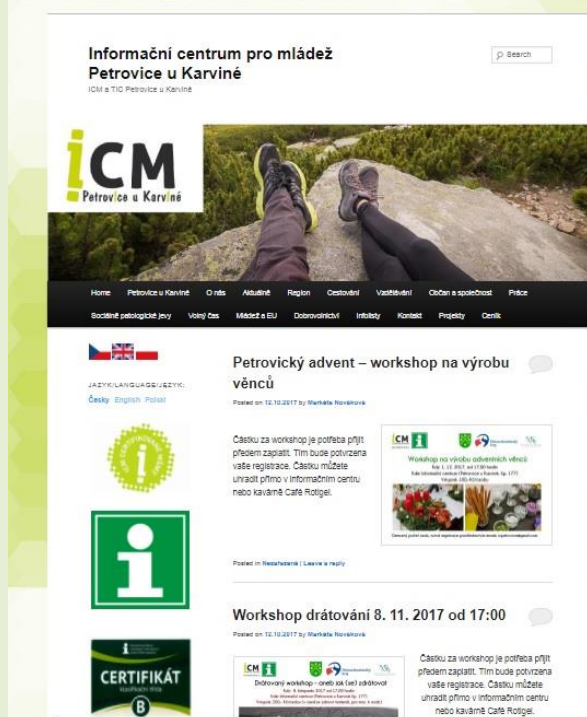 Informační centrum pro mládež
Petrovice u Karviné
ICM a TIC Petrovice u Karviné
Search
iCM
Petrovice u Karviné
Home Petrovice u Karviné O nás Aktuálně Region Cestování Vzdělávání Občan a společnost Práce
Sociálně patologické jevy Volný čas Mládež a EU Dobrovolnictví Infolisty Kontakt Projekty Ceník
JAZYK/LANGUAGE/JĘZYK:
Česky English Polski
Petrovický advent – workshop na výrobu
věnců
Posted on 12.10.2017 by Markéta Nováková
Částku za workshop je potřeba přijít
předem zaplatit. Tím bude potvrzena
vaše registrace. Částku můžete
uhradit přímo v informačním centru
nebo kavárně Café Rotigel.
iCM
Workshop na výrobu adventních věnců
Posted in Nezařazené | Leave a reply
Workshop drátování 8. 11. 2017 od 17:00
Posted on 12.10.2017 by Markéta Nováková
iCM
Drátovaný workshop - aneb jak (se) zdrátovat
Částku za workshop je potřeba přijít
předem zaplatit. Tím bude potvrzena
vaše registrace. Částku můžete
uhradit přímo v informačním centru
nebo kavárně Café Rotigel.
CERTIFIKÁT
klasifikační třída
B